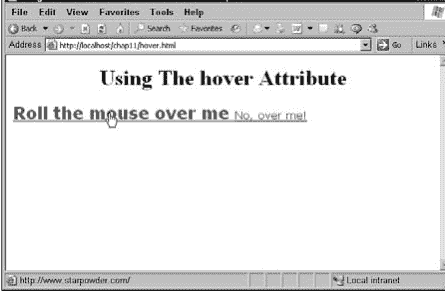 File Edit View Favorites Tools Help
Back Search Favorites
Address http://localhost/chap11/hover.html Go Links
Using The hover Attribute
Roll the mouse over me No, over me!
http://www.starpowder.com/ Local intranet